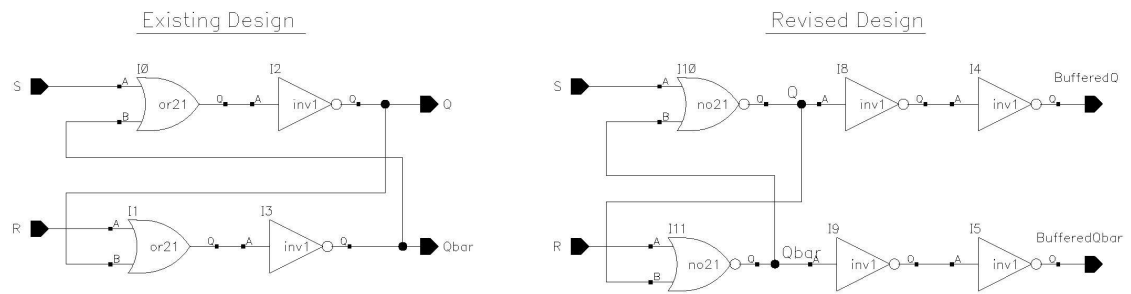 Existing Design
Revised Design
I0
I2
S
A
or21
Q
A
inv1
Q
Q
B
I1
I3
R
A
or21
Q
A
inv1
Q
Qbar
B
I10
I8
I4
BufferedQ
S
A
no21
Q
Q
A
inv1
Q
A
inv1
Q
B
I11
I9
I5
BufferedQbar
R
A
no21
Q
Qbar
A
inv1
Q
A
inv1
Q
B